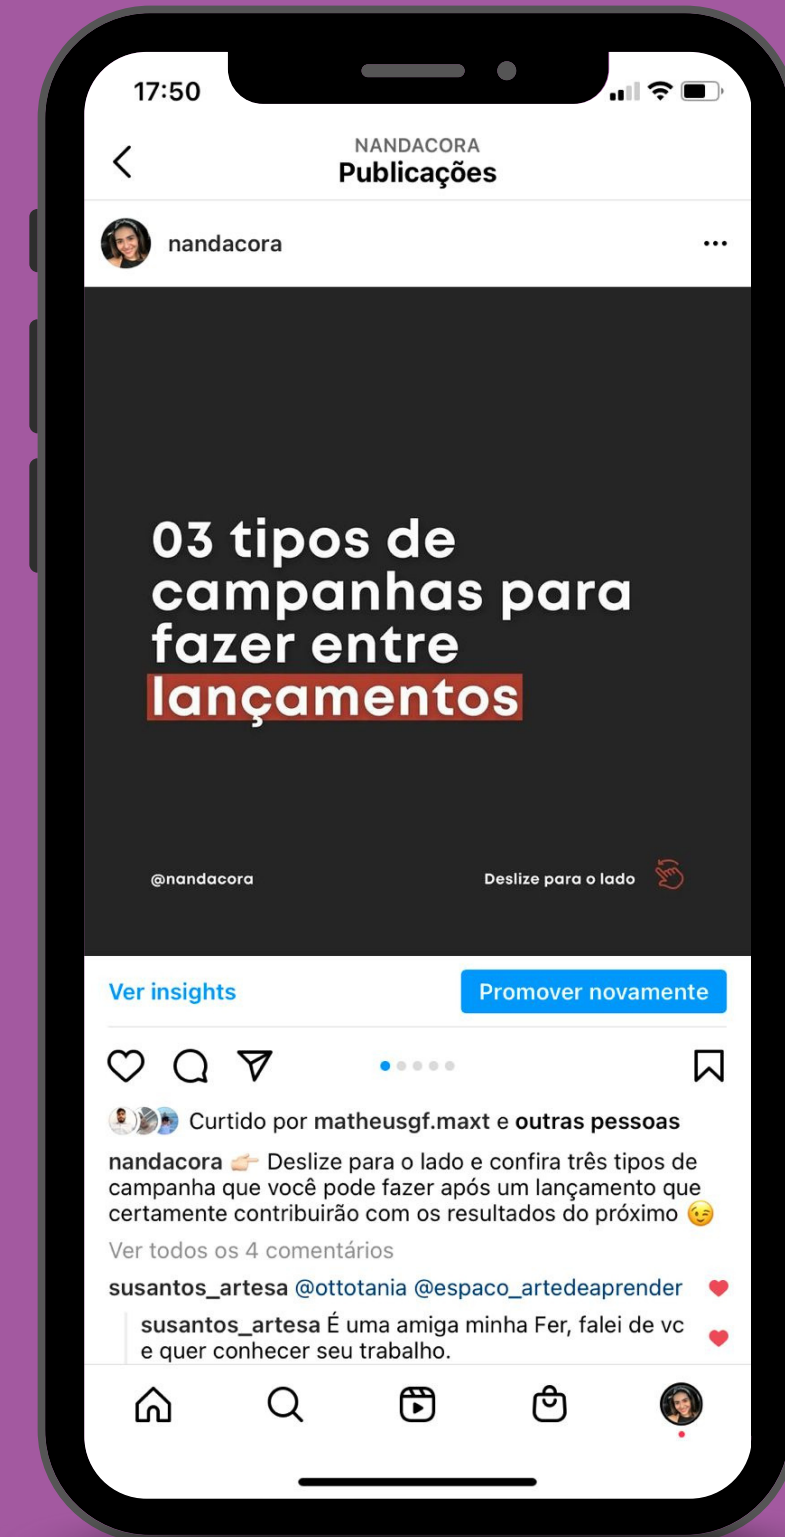 17:50
NANDACORA
Publicações
nandacora
03 tipos de
campanhas para
fazer entre
lançamentos
@nandacora
Deslize para o lado
Ver insights
Promover novamente
Curtido por matheusgf.maxt e outras pessoas
nandacora 👉🏻 Deslize para o lado e confira três tipos de
campanha que você pode fazer após um lançamento que
certamente contribuirão com os resultados do próximo 😉
Ver todos os 4 comentários
susantos_artesa @ottotania @espaco_artedeaprender
susantos_artesa É uma amiga minha Fer, falei de vc
e quer conhecer seu trabalho.